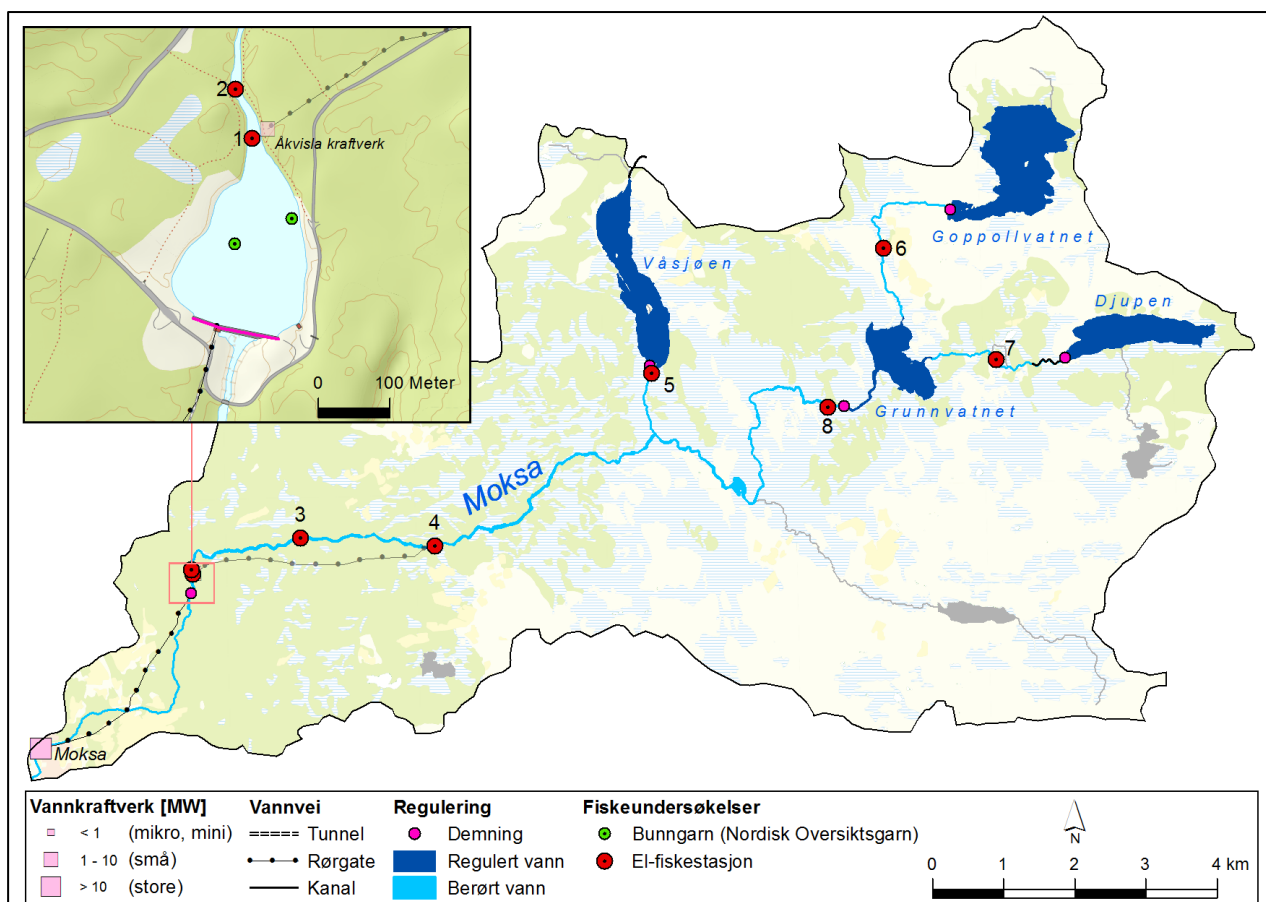 2
1
Åkvisla kraftverk
0 100 Meter
Goppollvatnet
6
Våsjøen
Djupen
7
5
Grunnvatnet
8
Moksa
3
4
Moksa
Vannkraftverk [MW]
< 1 (mikro, mini)
1 - 10 (små)
> 10 (store)
Vannvei
Tunnel
Rørgate
Kanal
Regulering
Demning
Regulert vann
Berørt vann
Fiskeundersøkelser
Bunngarn (Nordisk Oversiktsgarn)
El-fiskestasjon
N
0 1 2 3 4 km